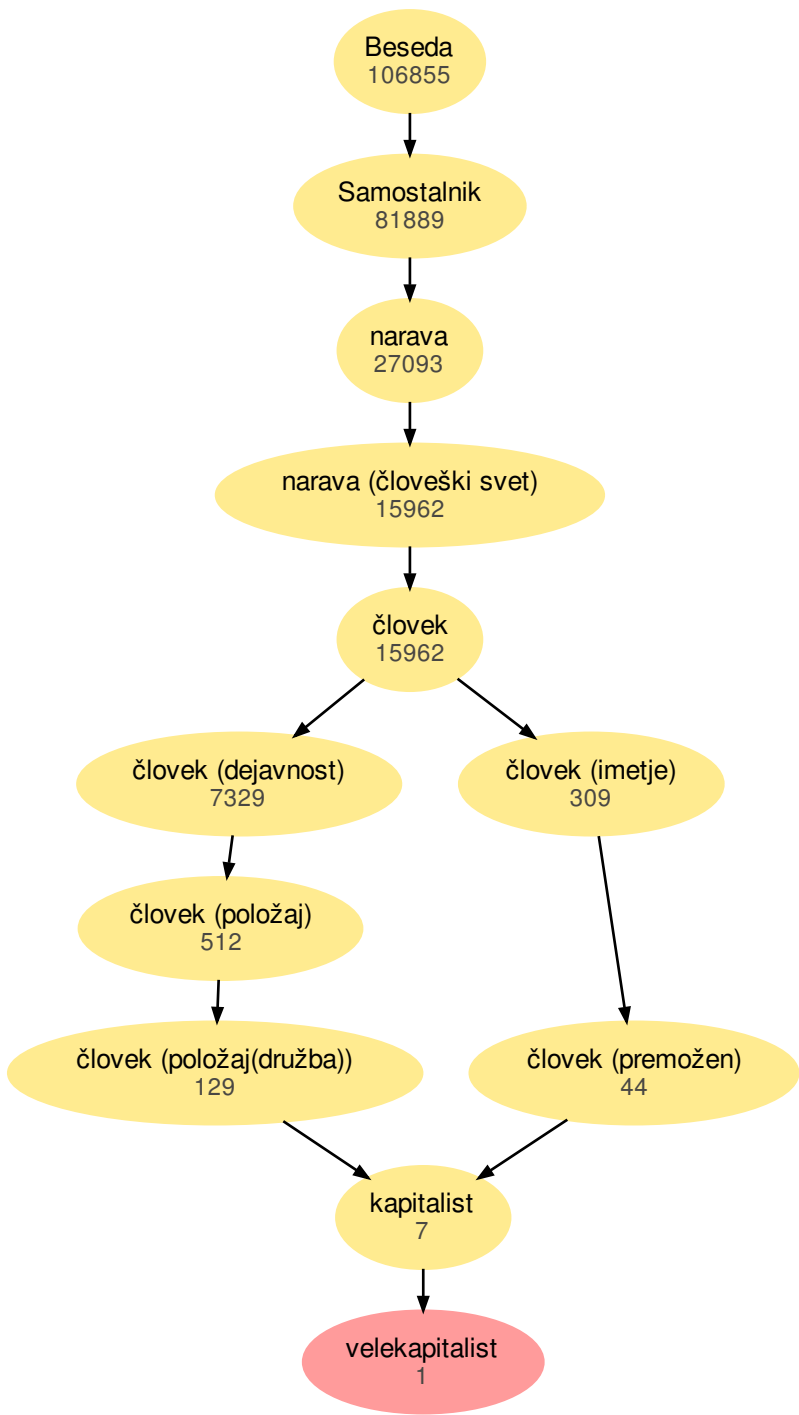 Beseda
106855
Samostalnik
81889
narava
27093
narava (človeški svet)
15962
človek
15962
človek (dejavnost)
7329
človek (imetje)
309
človek (položaj)
512
človek (položaj(družba))
129
človek (premožen)
44
kapitalist
7
velekapitalist
1